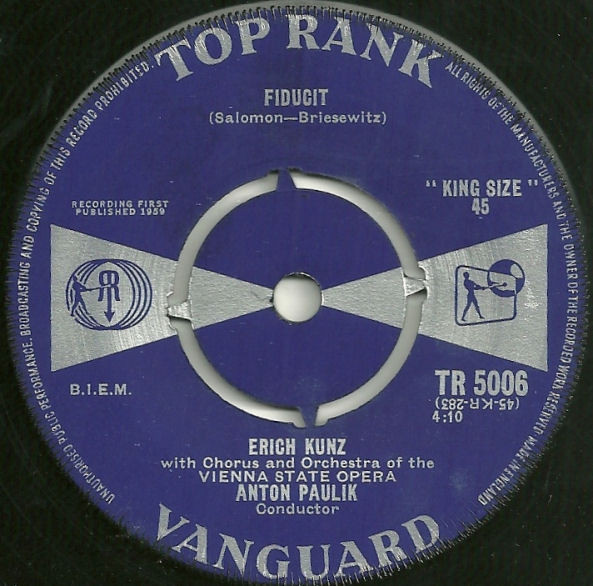 TOP RANK
FIDUCIT
(Salomon—Briesewitz)
RECORDING FIRST
PUBLISHED 1959
" KING SIZE "
45
B.I.E.M.
TR 5006
(45-K-R-283)
4:10
ERICH KUNZ
with Chorus and Orchestra of the
VIENNA STATE OPERA
ANTON PAULIK
Conductor
VANGUARD
UNAUTHORISED PUBLIC PERFORMANCE, BROADCASTING AND COPYING OF THIS RECORD PROHIBITED.
ALL RIGHTS OF THE MANUFACTURERS AND THE OWNER OF THE RECORDED WORK RESERVED. MADE IN ENGLAND